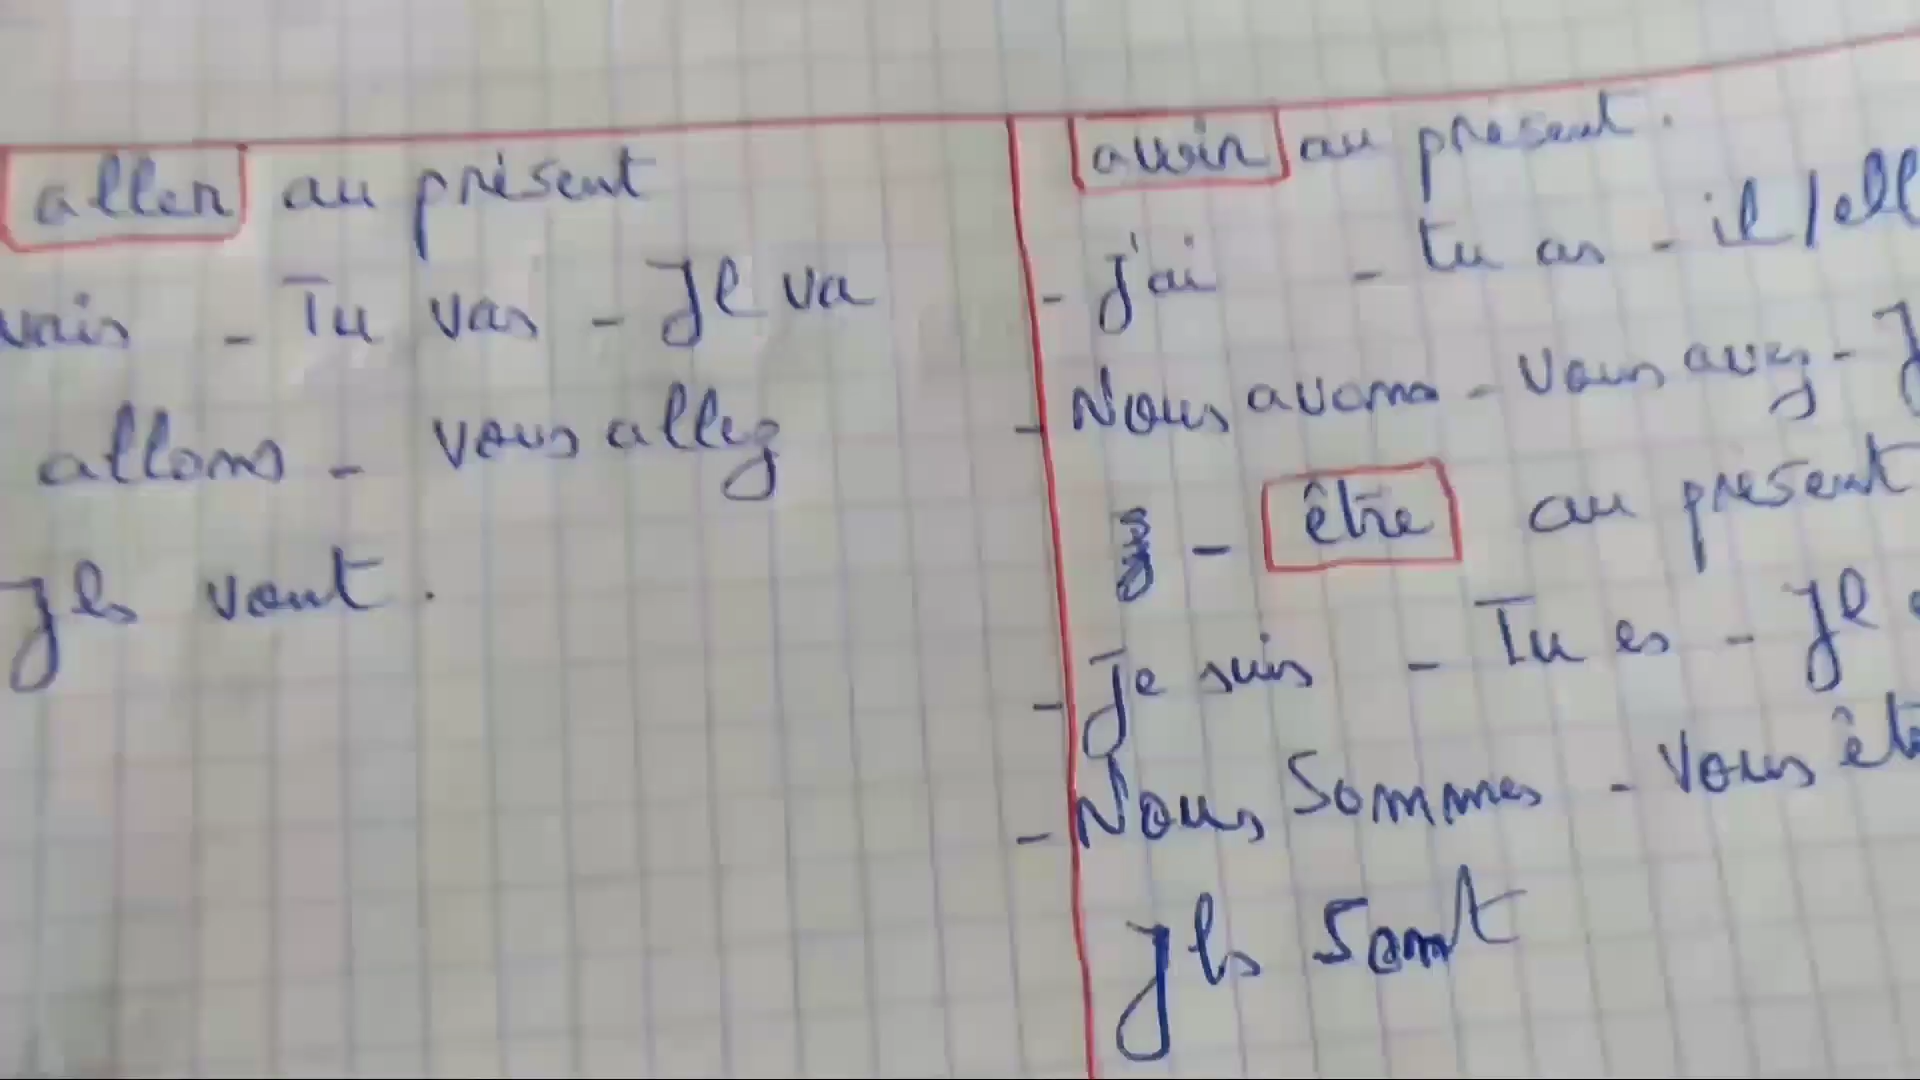 aller au présent
vais - Tu vas - Il va
allons - vous allez
Ils vont.
avoir au présent.
- j'ai - tu as - il/ell
- Nous avons - Vous avez - I
- être au présent
- Je suis - Tu es - Il
- Nous Sommes - Vous êt
Ils Sont